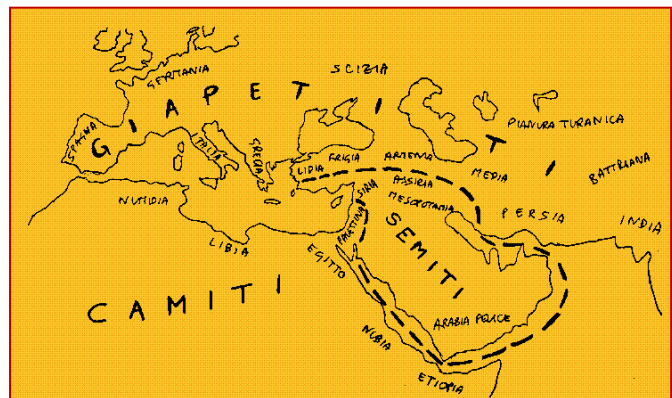 SCIZIA
GERMANIA
GIAPETITI
PIANURA TURANICA
SPAGNA
ITALIA
GRECIA
LIDIA
FRIGIA
ARMENIA
MEDIA
BATTRIANA
ASSIRIA
SIRIA
MESOPOTAMIA
NUMIDIA
PERSIA
INDIA
PALESTINA
SEMITI
LIBIA
EGITTO
CAMITI
ARABIA FELICE
NUBIA
ETIOPIA